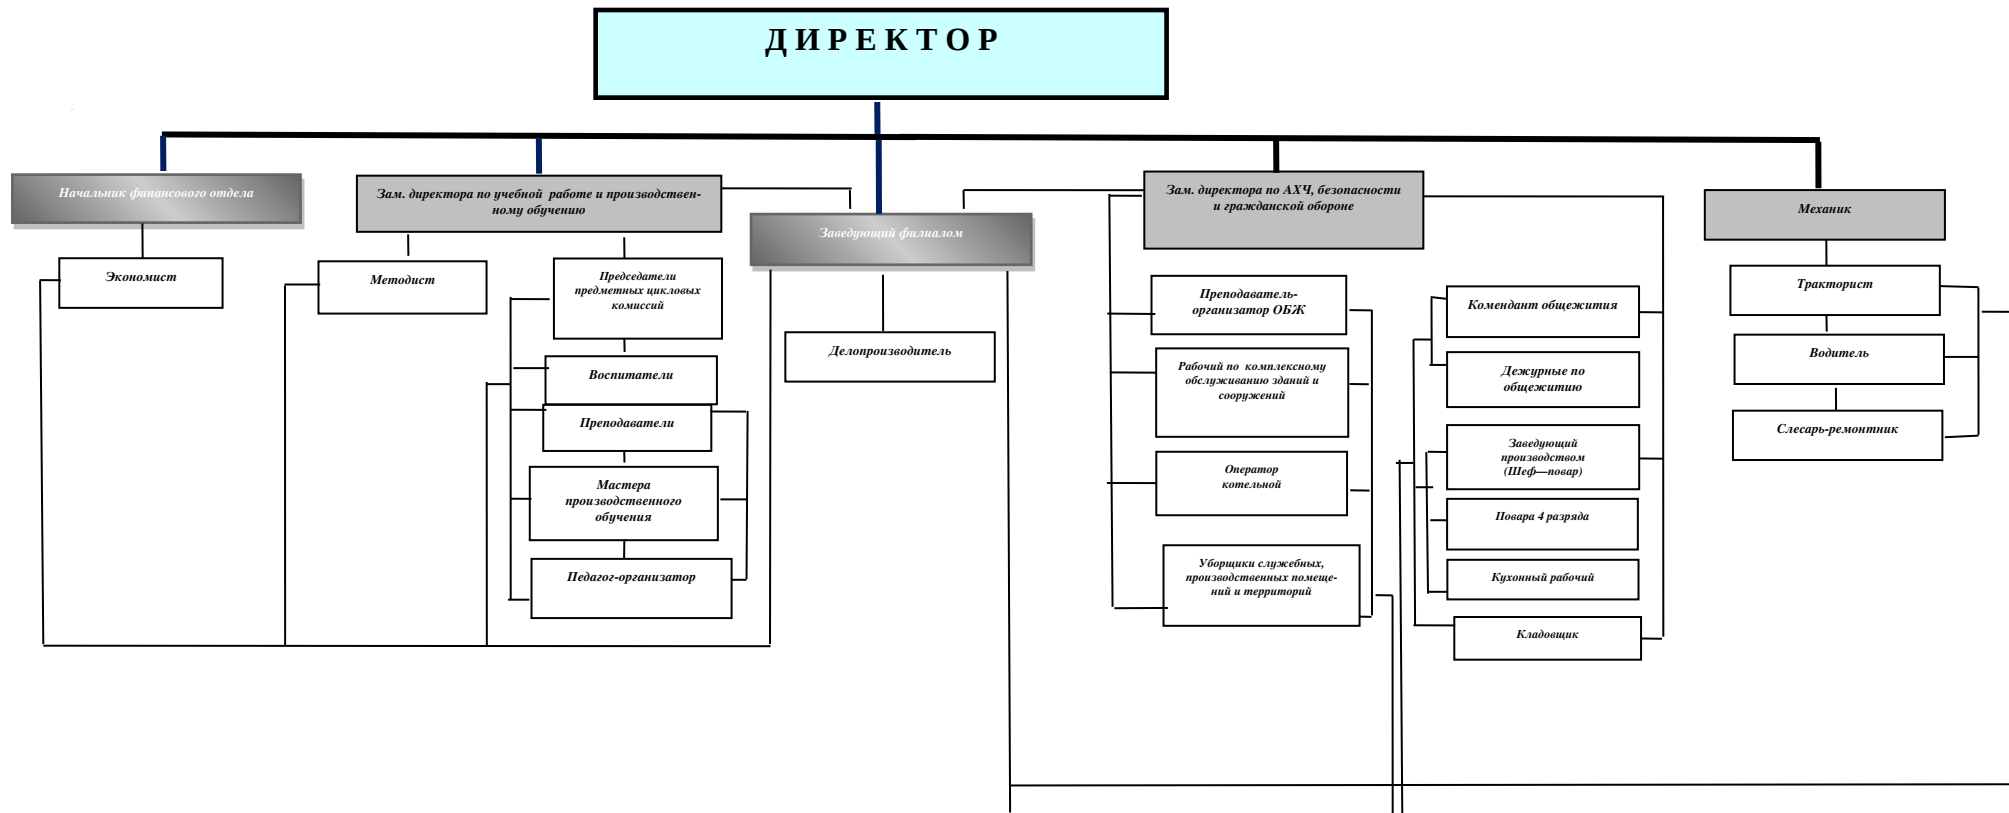 Д И Р Е К Т О Р
Начальник финансового отдела
Зам. директора по учебной работе и производствен-
ному обучению
Заведующий филиалом
Зам. директора по АХЧ, безопасности
и гражданской обороне
Механик
Экономист
Методист
Председатели
предметных цикловых
комиссий
Воспитатели
Преподаватели
Мастера
производственного
обучения
Педагог-организатор
Делопроизводитель
Преподаватель-
организатор ОБЖ
Рабочий по комплексному
обслуживанию зданий и
сооружений
Оператор
котельной
Уборщики служебных,
производственных помеще-
ний и территорий
Комендант общежития
Дежурные по
общежитию
Заведующий
производством
(Шеф—повар)
Повара 4 разряда
Кухонный рабочий
Кладовщик
Тракторист
Водитель
Слесарь-ремонтник